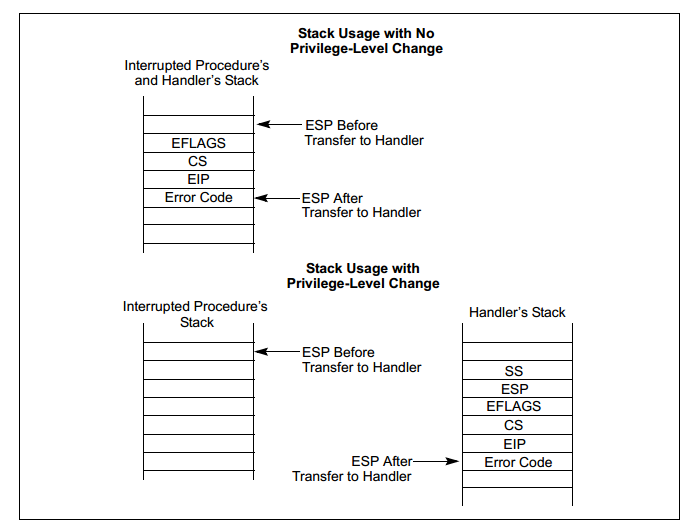 Stack Usage with No
Privilege-Level Change
Interrupted Procedure's
and Handler's Stack
ESP Before
Transfer to Handler
EFLAGS
CS
EIP
Error Code
ESP After
Transfer to Handler
Stack Usage with
Privilege-Level Change
Interrupted Procedure's
Stack
Handler's Stack
ESP Before
Transfer to Handler
SS
ESP
EFLAGS
CS
EIP
ESP After
Transfer to Handler
Error Code